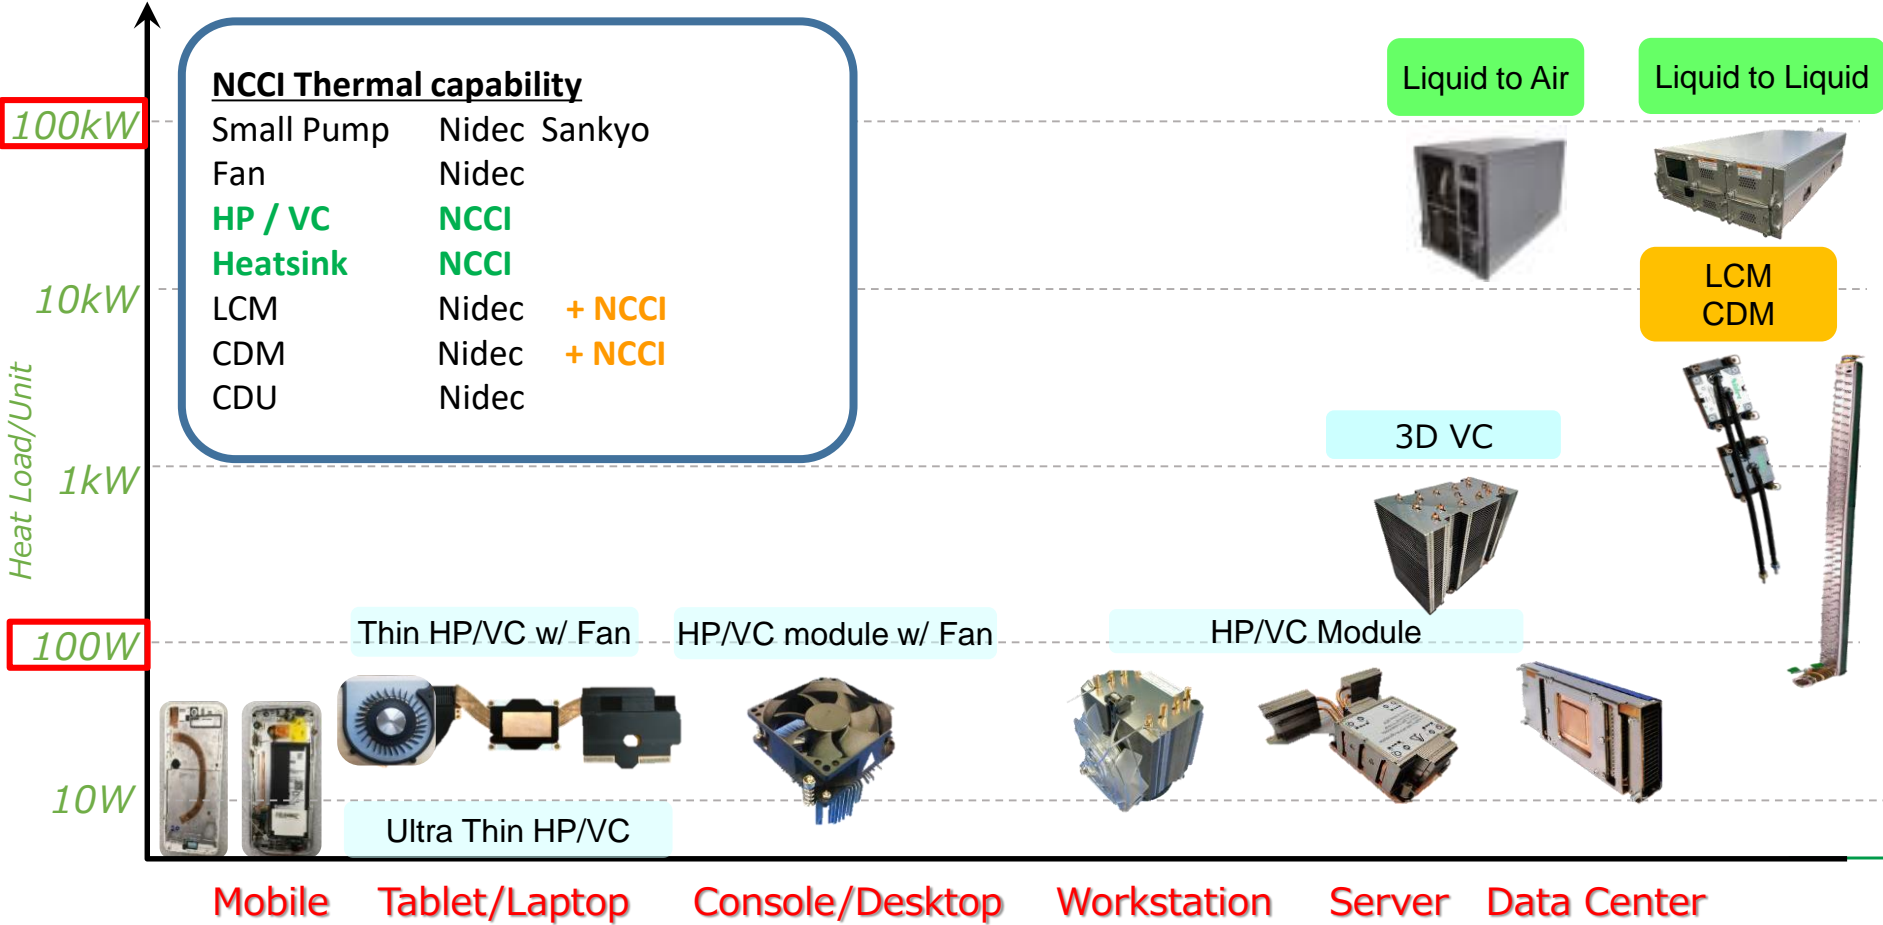 NCCI Thermal capability
Small Pump Nidec Sankyo
Fan Nidec
HP / VC NCCI
Heatsink NCCI
LCM Nidec + NCCI
CDM Nidec + NCCI
CDU Nidec
Liquid to Air
Liquid to Liquid
LCM
CDM
3D VC
Thin HP/VC w/ Fan
HP/VC module w/ Fan
HP/VC Module
Ultra Thin HP/VC
Heat Load/Unit
100kW
10kW
1kW
100W
10W
Mobile
Tablet/Laptop
Console/Desktop
Workstation
Server
Data Center